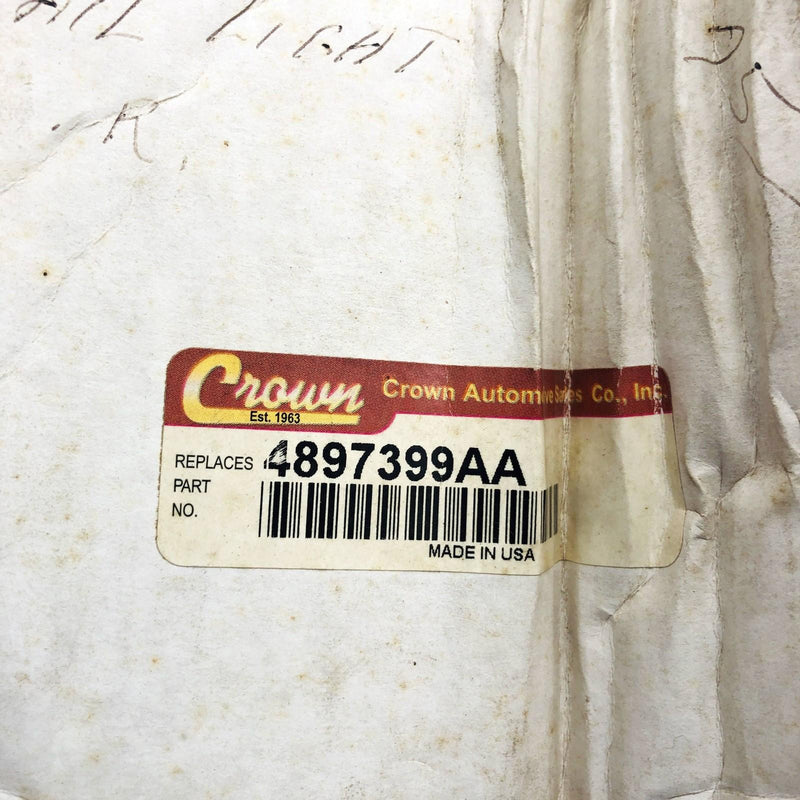 LIGHT
R.
Crown
Est. 1963
Crown Automotive Sales Co., Inc.
REPLACES PART NO.
4897399AA
MADE IN USA